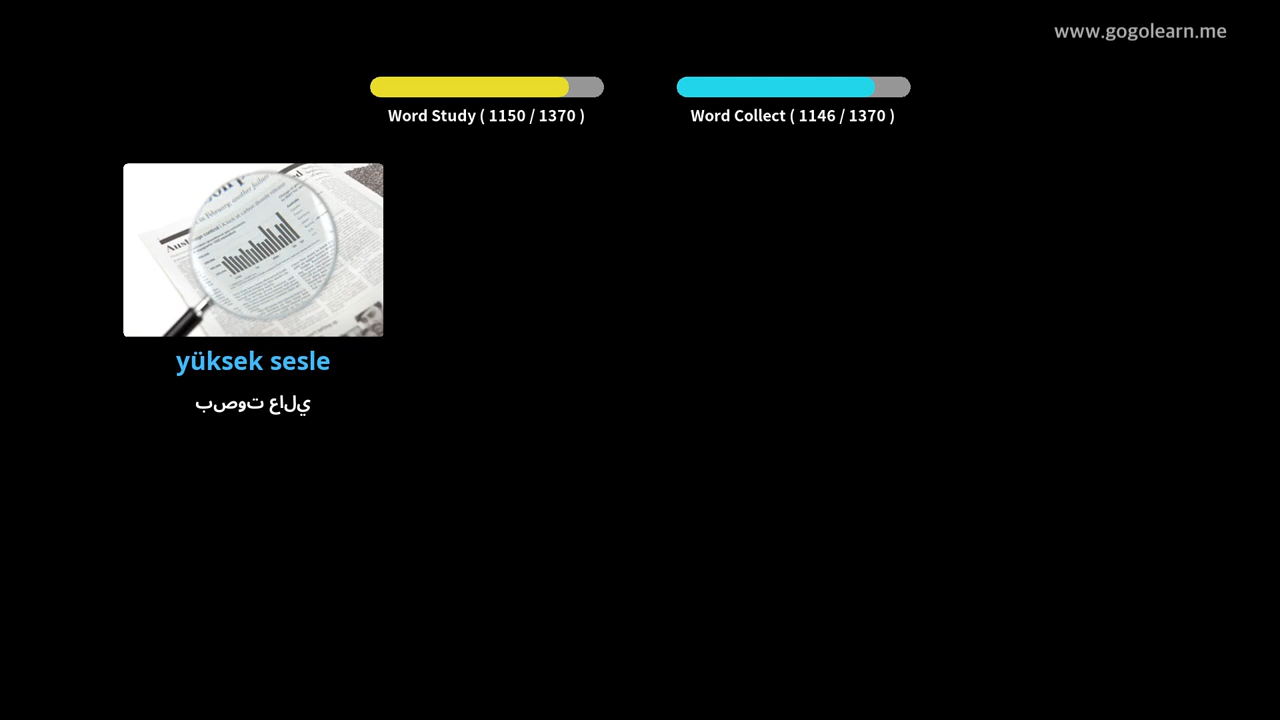 www.gogolearn.me
Word Study ( 1150 / 1370 )
Word Collect ( 1146 / 1370 )
yüksek sesle
بصوت عالي